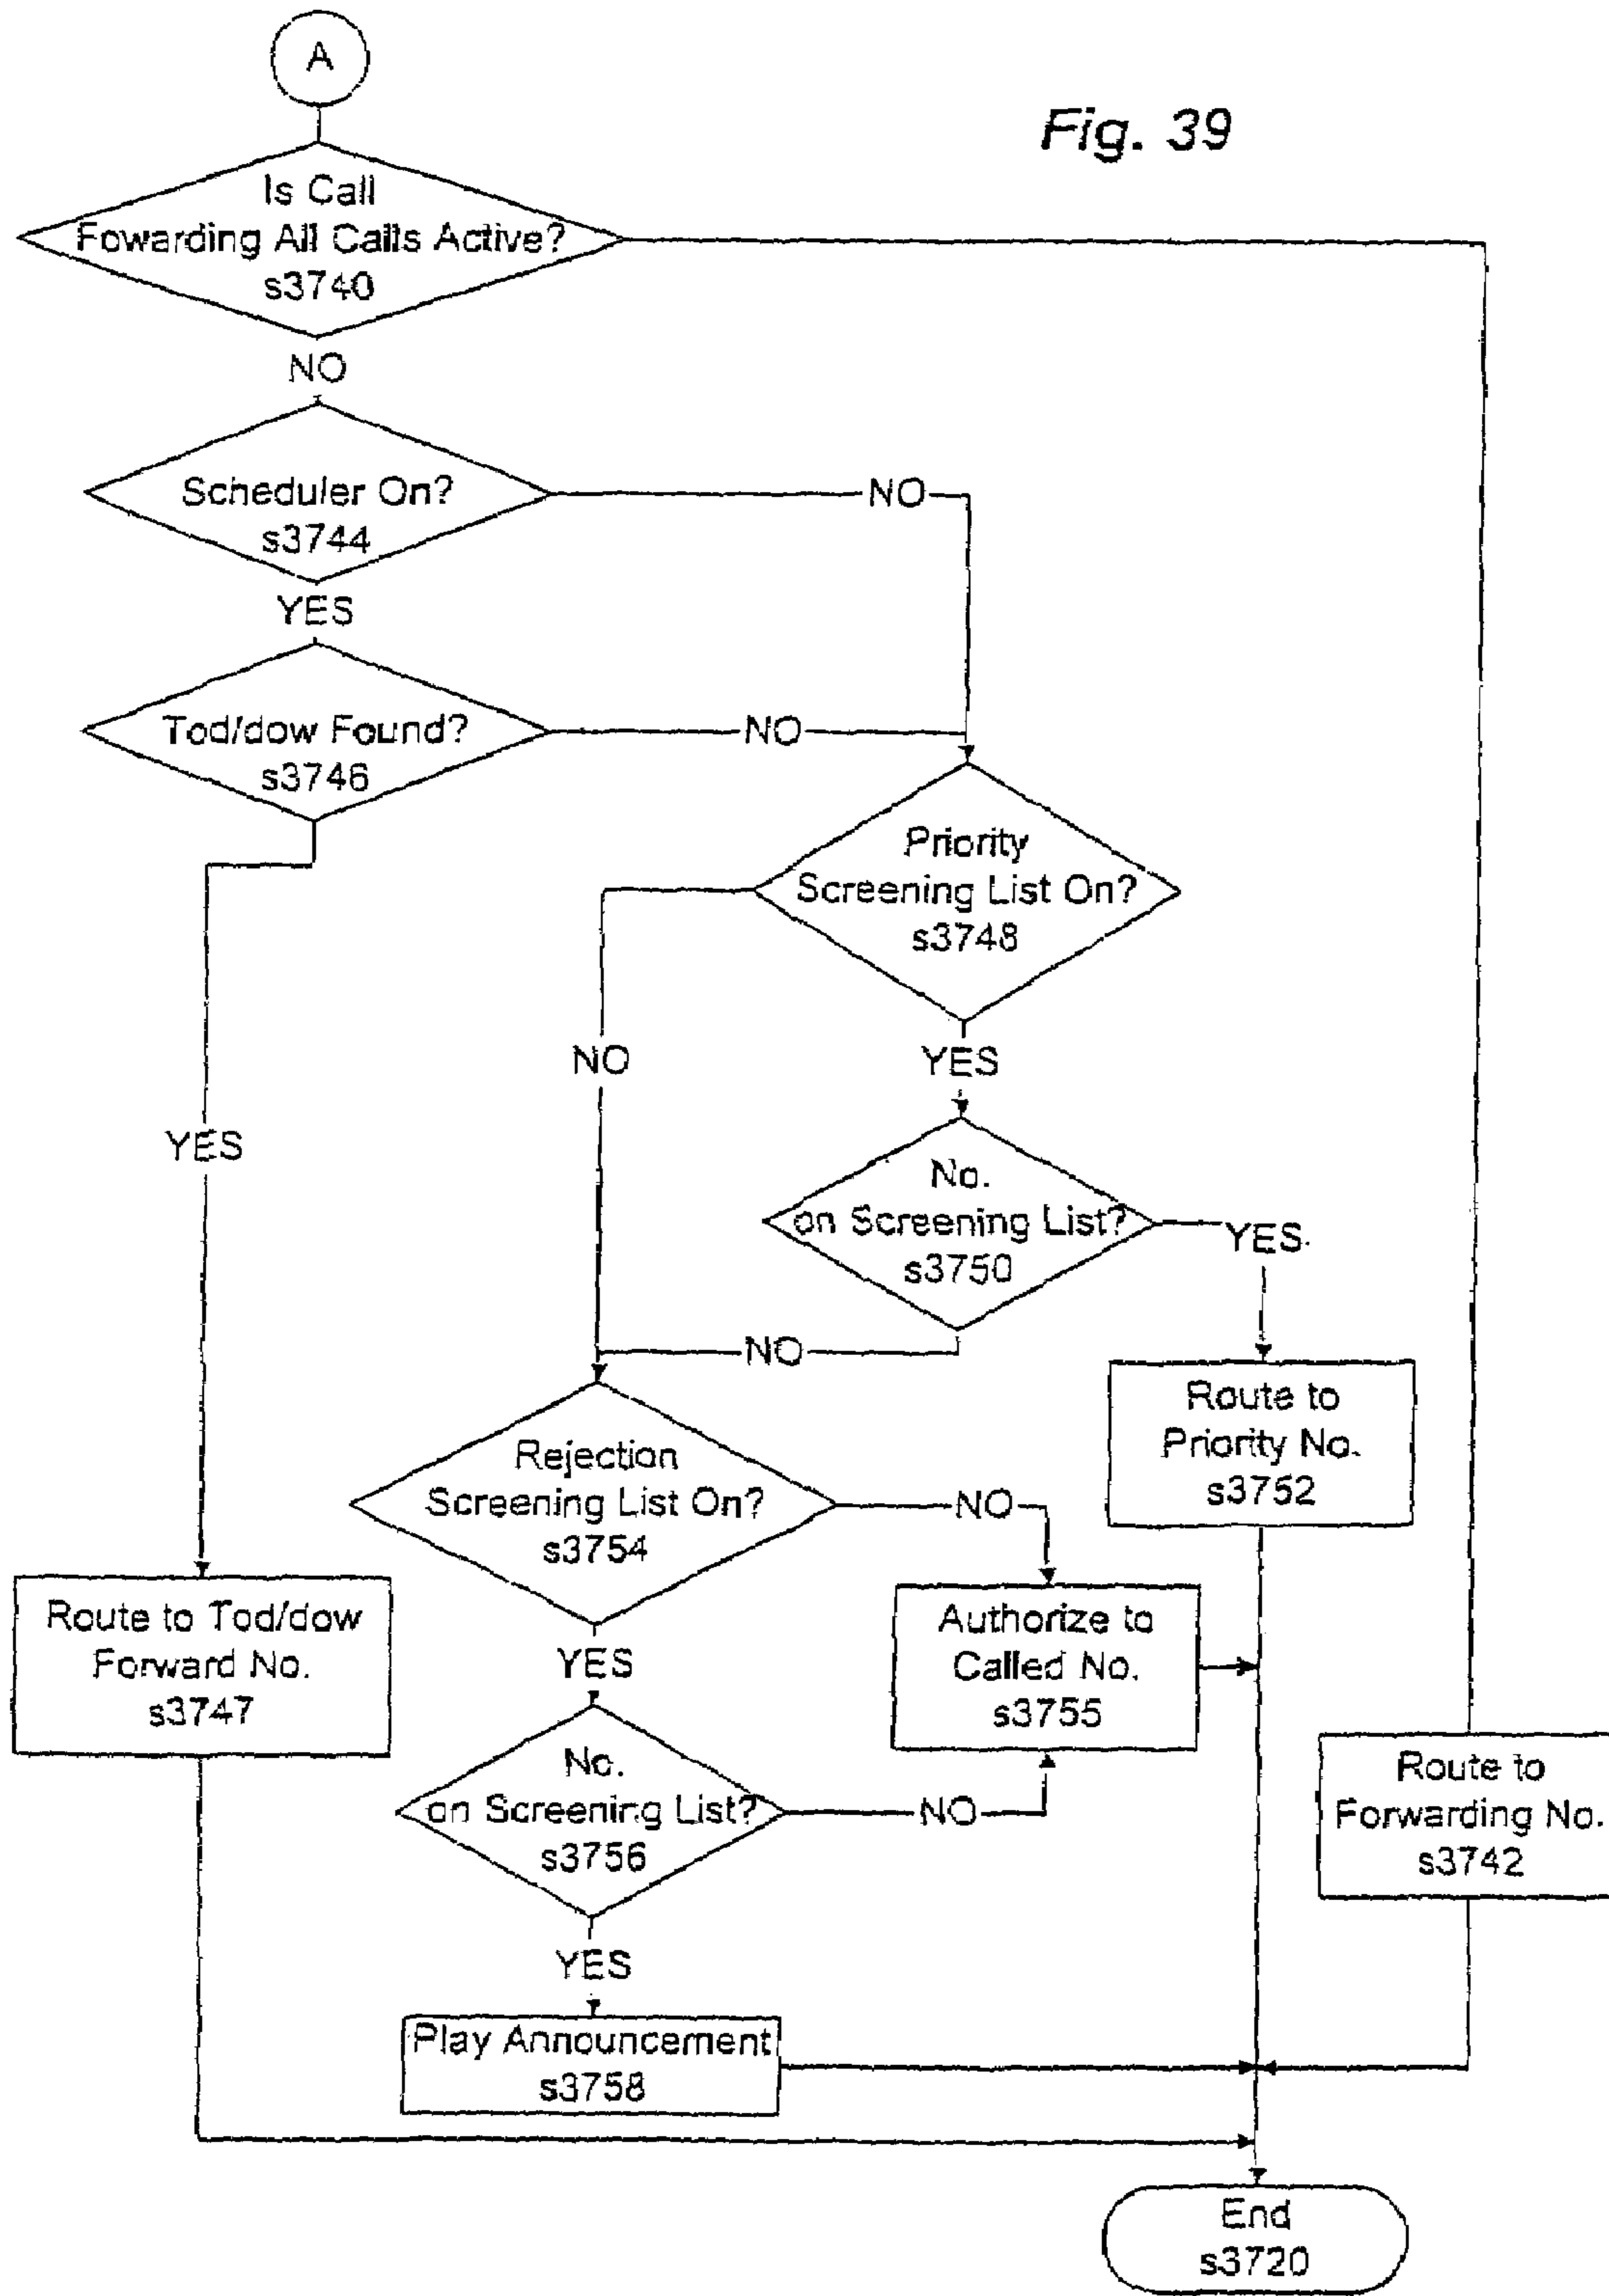 A
Fig. 39
Is Call
Fowarding All Calls Active?
s3740
NO
Scheduler On?
s3744
NO
YES
Tod/dow Found?
s3746
NO
Priority
Screening List On?
s3748
NO
YES
YES
No.
on Screening List?
s3750
YES
NO
Route to
Priority No.
s3752
Rejection
Screening List On?
s3754
NO
Route to Tod/dow
Forward No.
s3747
YES
Authorize to
Called No.
s3755
No.
on Screening List?
s3756
NO
Route to
Forwarding No.
s3742
YES
Play Announcement
s3758
End
s3720